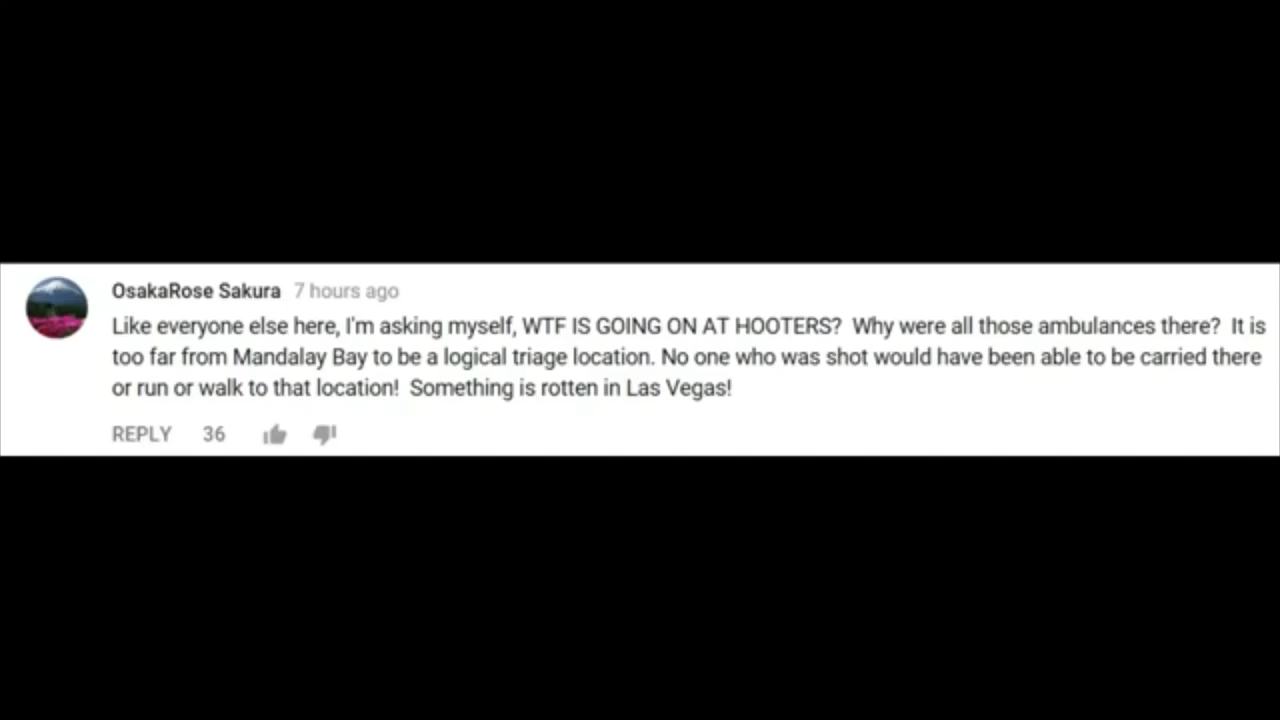 OsakaRose Sakura 7 hours ago
Like everyone else here, I'm asking myself, WTF IS GOING ON AT HOOTERS?  Why were all those ambulances there?  It is
too far from Mandalay Bay to be a logical triage location. No one who was shot would have been able to be carried there
or run or walk to that location!  Something is rotten in Las Vegas!
REPLY 36